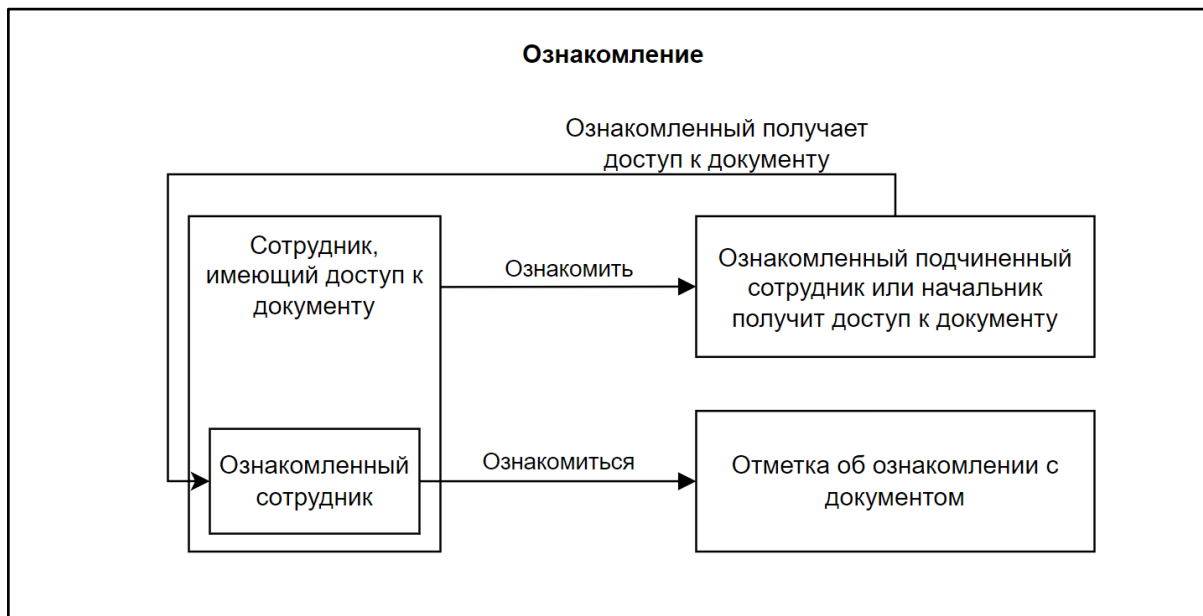 Ознакомление
Ознакомленный получает
доступ к документу
Сотрудник,
имеющий доступ к
документу
Ознакомить
Ознакомленный подчиненный
сотрудник или начальник
получит доступ к документу
Ознакомленный
сотрудник
Ознакомиться
Отметка об ознакомлении с
документом